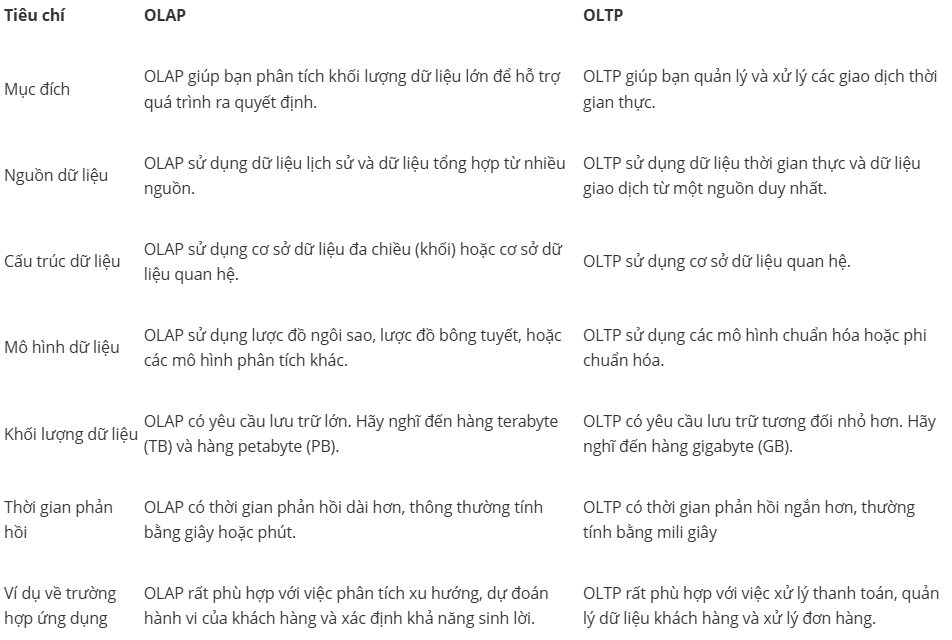 Tiêu chí OLAP OLTP
Mục đích
OLAP giúp bạn phân tích khối lượng dữ liệu lớn để hỗ trợ
quá trình ra quyết định.
OLTP giúp bạn quản lý và xử lý các giao dịch thời
gian thực.
Nguồn dữ liệu
OLAP sử dụng dữ liệu lịch sử và dữ liệu tổng hợp từ nhiều
nguồn.
OLTP sử dụng dữ liệu thời gian thực và dữ liệu
giao dịch từ một nguồn duy nhất.
Cấu trúc dữ liệu
OLAP sử dụng cơ sở dữ liệu đa chiều (khối) hoặc cơ sở dữ
liệu quan hệ.
OLTP sử dụng cơ sở dữ liệu quan hệ.
Mô hình dữ liệu
OLAP sử dụng lược đồ ngôi sao, lược đồ bông tuyết, hoặc
các mô hình phân tích khác.
OLTP sử dụng các mô hình chuẩn hóa hoặc phi
chuẩn hóa.
Khối lượng dữ liệu
OLAP có yêu cầu lưu trữ lớn. Hãy nghĩ đến hàng terabyte
(TB) và hàng petabyte (PB).
OLTP có yêu cầu lưu trữ tương đối nhỏ hơn. Hãy
nghĩ đến hàng gigabyte (GB).
Thời gian phản
hồi
OLAP có thời gian phản hồi dài hơn, thông thường tính
bằng giây hoặc phút.
OLTP có thời gian phản hồi ngắn hơn, thường
tính bằng mili giây
Ví dụ về trường
hợp ứng dụng
OLAP rất phù hợp với việc phân tích xu hướng, dự đoán
hành vi của khách hàng và xác định khả năng sinh lời.
OLTP rất phù hợp với việc xử lý thanh toán, quản
lý dữ liệu khách hàng và xử lý đơn hàng.